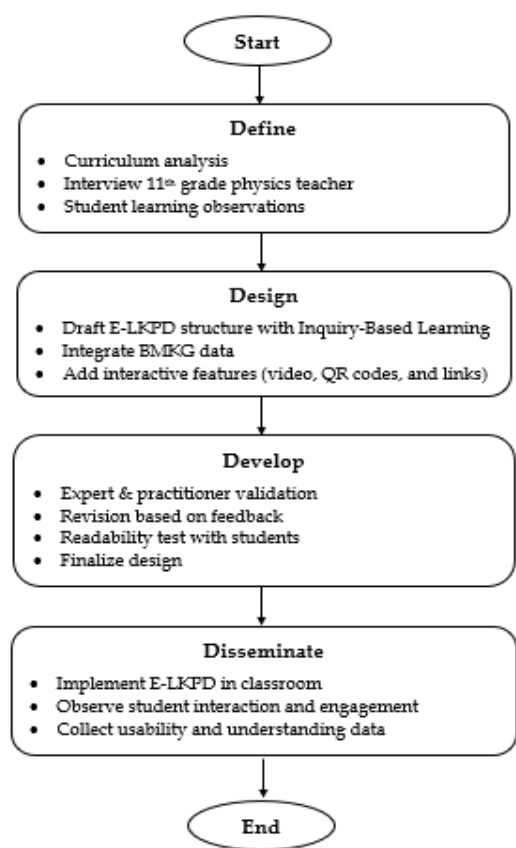 Start
Define
• Curriculum analysis
• Interview 11th grade physics teacher
• Student learning observations
Design
• Draft E-LKPD structure with Inquiry-Based Learning
• Integrate BMKG data
• Add interactive features (video, QR codes, and links)
Develop
• Expert & practitioner validation
• Revision based on feedback
• Readability test with students
• Finalize design
Disseminate
• Implement E-LKPD in classroom
• Observe student interaction and engagement
• Collect usability and understanding data
End